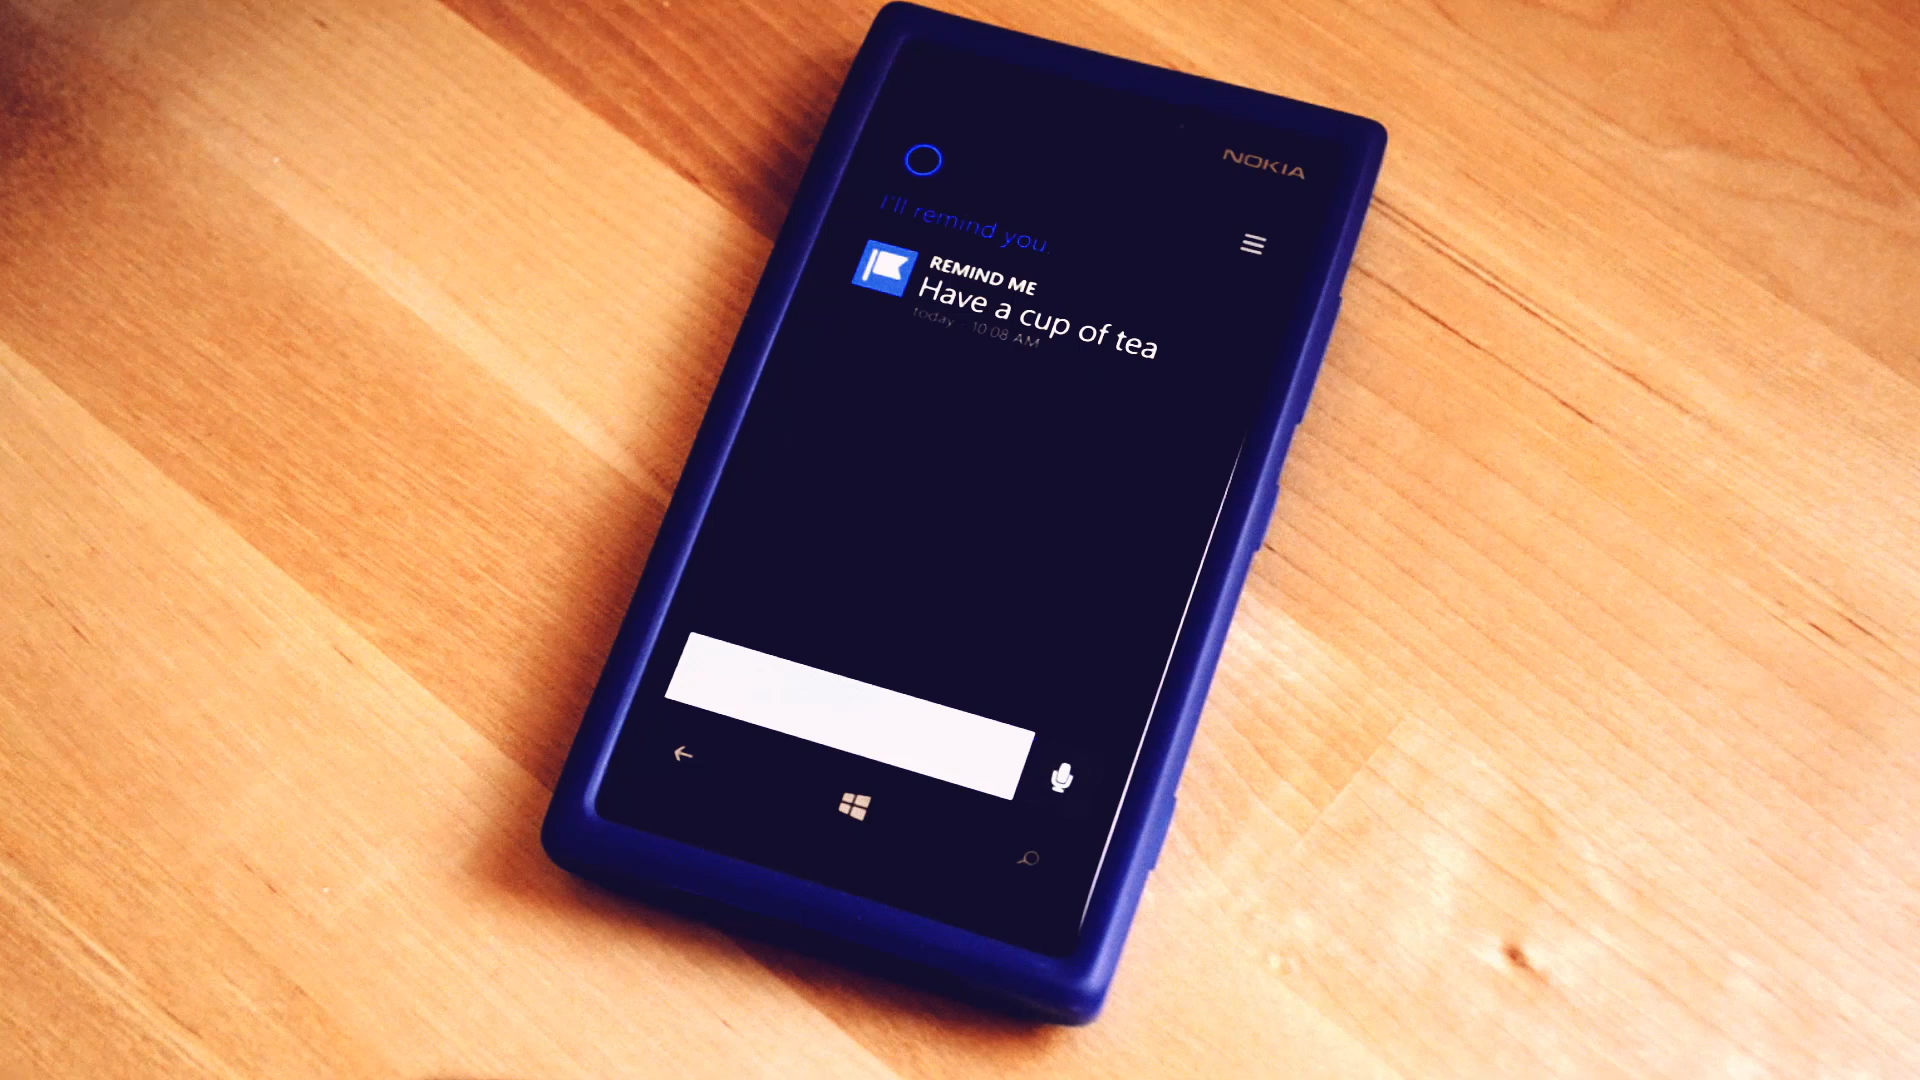 NOKIA
I'll remind you.
REMIND ME
Have a cup of tea
today 10:08 AM